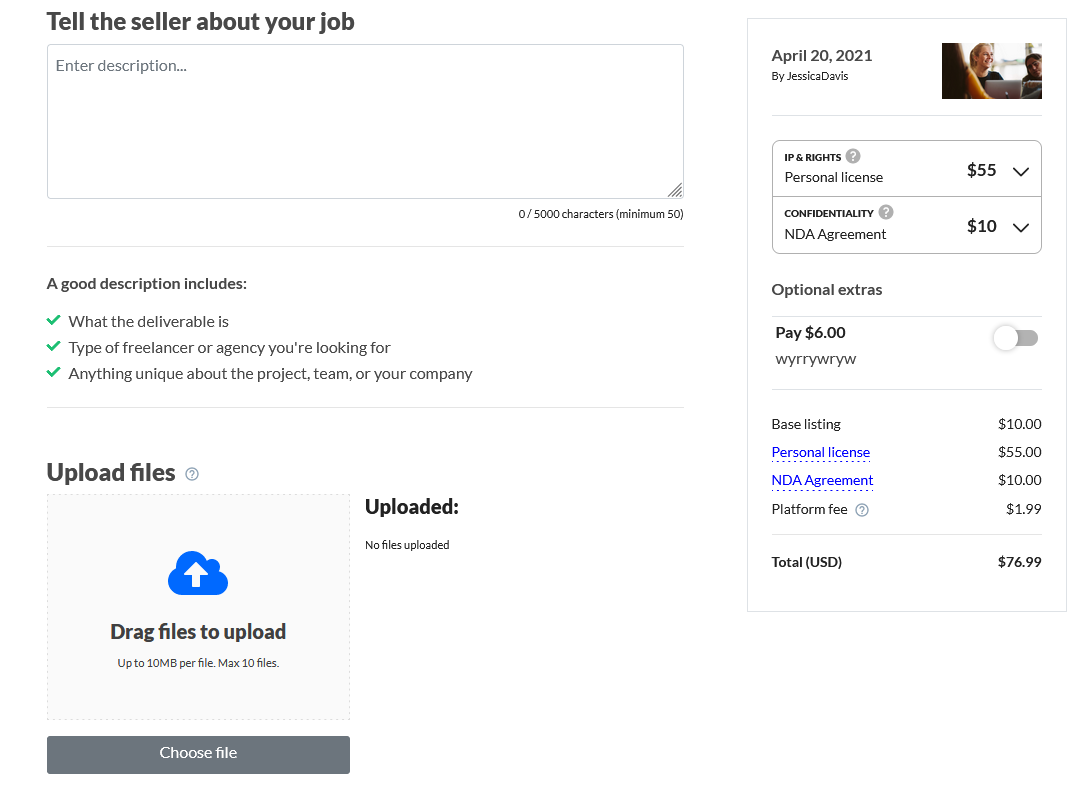 Tell the seller about your job
Enter description...
0 / 5000 characters (minimum 50)
A good description includes:
What the deliverable is
Type of freelancer or agency you're looking for
Anything unique about the project, team, or your company
Upload files ?
Drag files to upload
Up to 10MB per file. Max 10 files.
Choose file
Uploaded:
No files uploaded
April 20, 2021
By JessicaDavis
IP & RIGHTS ?
Personal license $55
CONFIDENTIALITY ?
NDA Agreement $10
Optional extras
Pay $6.00
wyrrywryw
Base listing $10.00
Personal license $55.00
NDA Agreement $10.00
Platform fee ? $1.99
Total (USD) $76.99